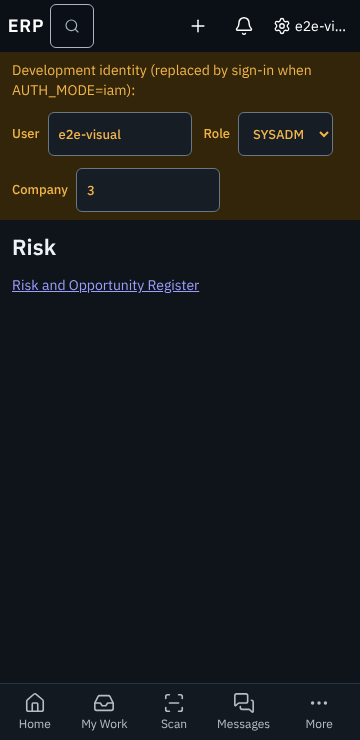 ERP e2e-vi...
Development identity (replaced by sign-in when
AUTH_MODE=iam):
User e2e-visual Role SYSADM
Company 3
Risk
Risk and Opportunity Register
Home My Work Scan Messages More